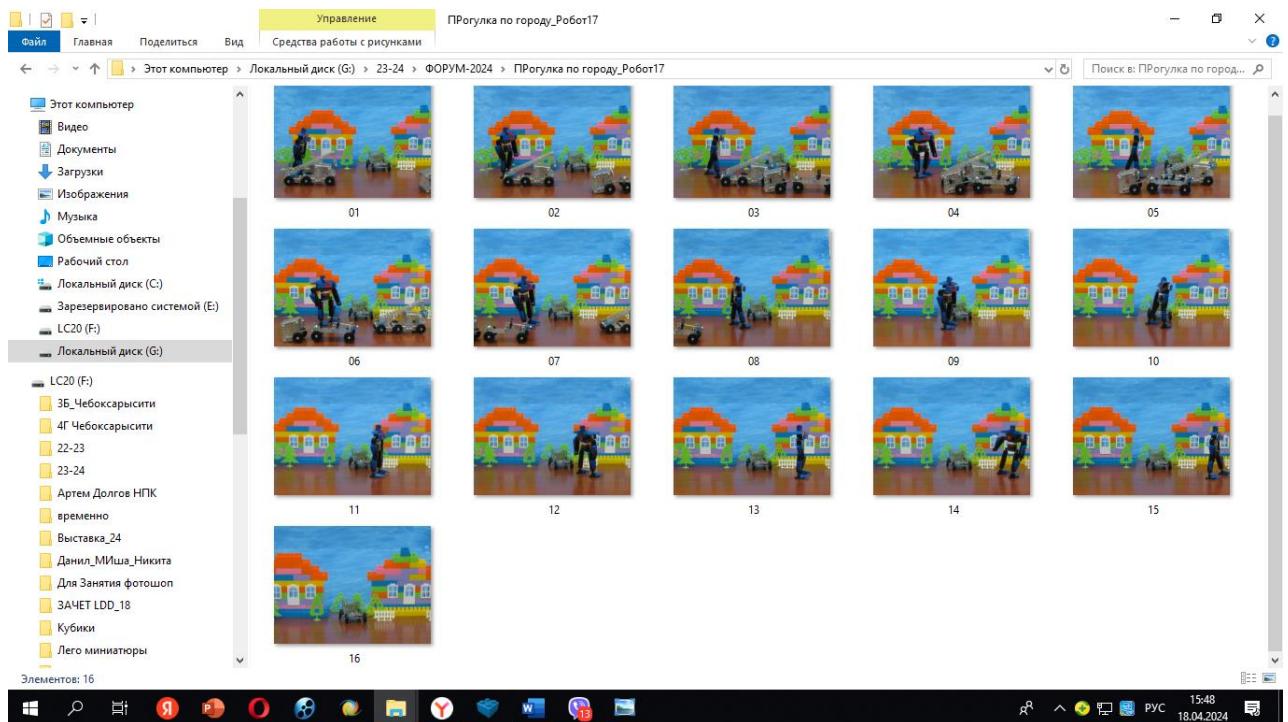 Управление
ПРогулка по городу_Робот17
Файл Главная Поделиться Вид Средства работы с рисунками
Этот компьютер › Локальный диск (G:) › 23-24 › ФОРУМ-2024 › ПРогулка по городу_Робот17
Поиск в: ПРогулка по город...
Этот компьютер
Видео
Документы
Загрузки
Изображения
Музыка
Объемные объекты
Рабочий стол
Локальный диск (C:)
Зарезервировано системой (E:)
LC20 (F:)
Локальный диск (G:)
LC20 (F:)
3Б_Чебоксарысити
4Г Чебоксарысити
22-23
23-24
Артем Долгов НПК
временно
Выставка_24
Данил_МИша_Никита
Для Занятия фотошоп
ЗАЧЕТ LDD_18
Кубики
Лего миниатюры
01 02 03 04 05
06 07 08 09 10
11 12 13 14 15
16
Элементов: 16
13
РУС
15:48
18.04.2024